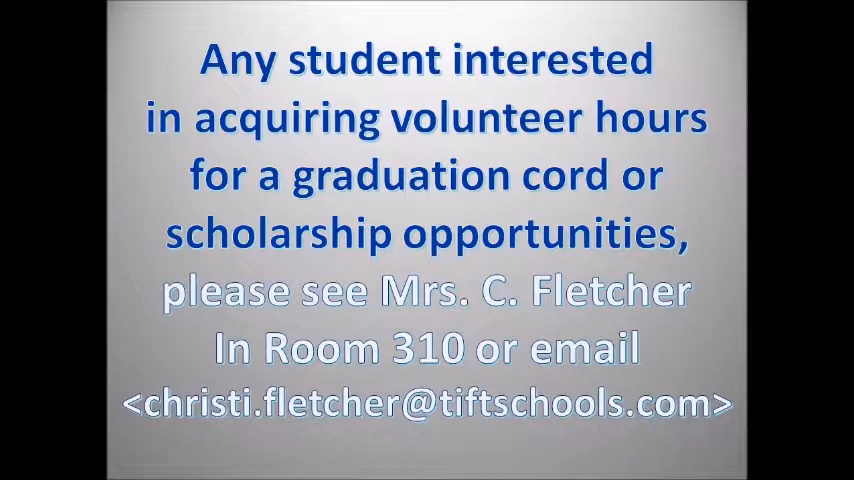 Any student interested
in acquiring volunteer hours
for a graduation cord or
scholarship opportunities,
please see Mrs. C. Fletcher
In Room 310 or email
<christi.fletcher@tiftschools.com>